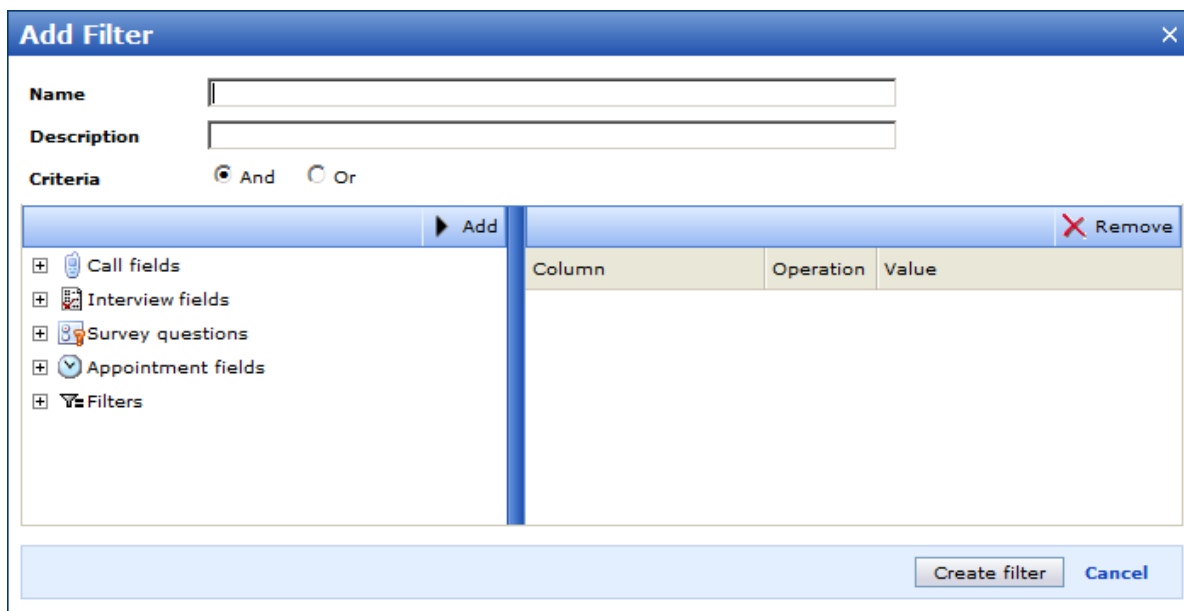 Add Filter
Name
Description
Criteria And Or
Add
Remove
Call fields
Interview fields
Survey questions
Appointment fields
Filters
Column Operation Value
Create filter Cancel